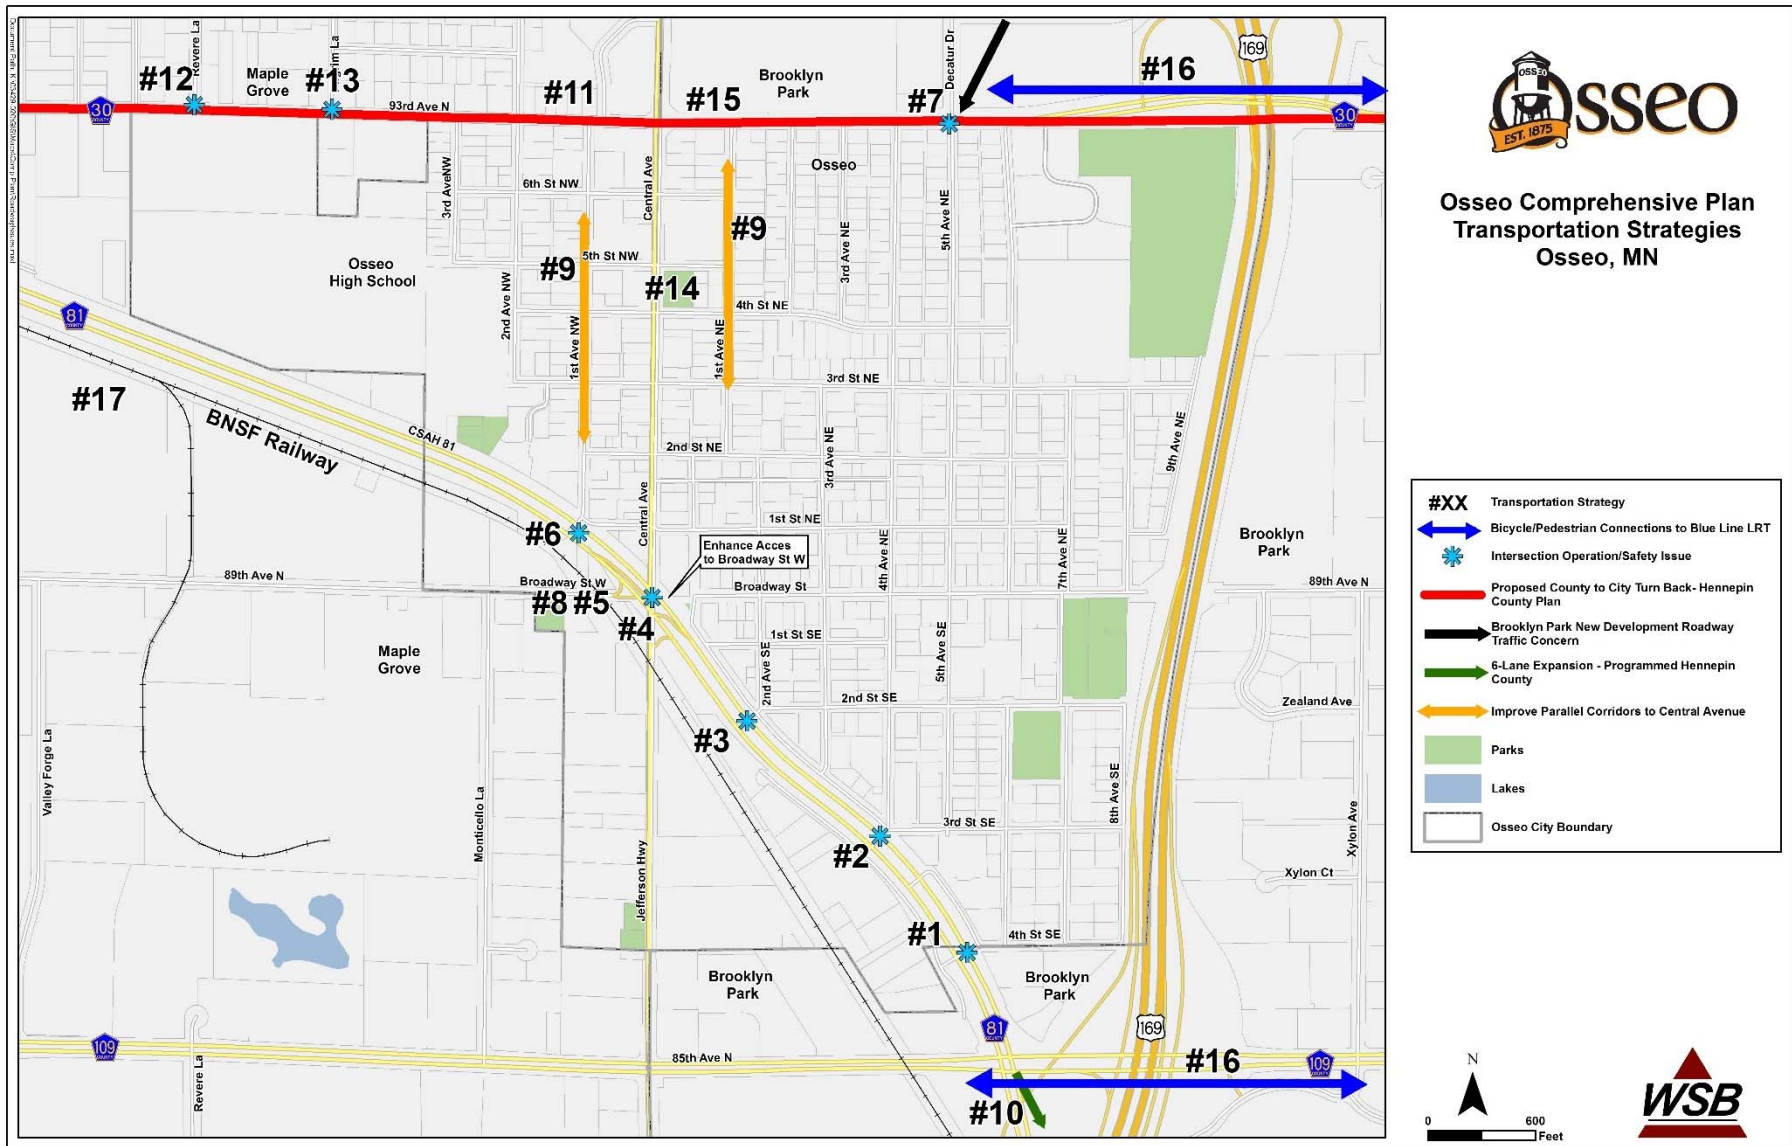 #12
Revere La
Maple
Grove
#13
93rd Ave N
30
COUNTY
#11
Brooklyn
Park
#15
#7
Decatur Dr
#16
169
30
COUNTY
Osseo
6th St NW
3rd AveNW
Central Ave
#9
#9
5th St NW
5th Ave NE
3rd Ave NE
Osseo
High School
#14
4th St NE
2nd Ave NW
1st Ave NW
1st Ave NE
81
COUNTY
3rd St NE
#17
BNSF Railway
CSAH 81
2nd St NE
3rd Ave NE
9th Ave NE
Central Ave
#6
1st St NE
Brooklyn
Park
Enhance Acces
to Broadway St W
4th Ave NE
7th Ave NE
89th Ave N
Broadway St W
Broadway St
89th Ave N
#8
#5
#4
1st St SE
Maple
Grove
2nd Ave SE
5th Ave SE
2nd St SE
Zealand Ave
#3
Valley Forge La
Monticello La
8th Ave SE
3rd St SE
Xylon Ave
#2
Xylon Ct
Jefferson Hwy
#1
4th St SE
Brooklyn
Park
Brooklyn
Park
81
COUNTY
169
109
COUNTY
85th Ave N
#16
109
COUNTY
Revere La
#10
OSSEO
Osseo
EST. 1875
Osseo Comprehensive Plan
Transportation Strategies
Osseo, MN
#XX Transportation Strategy
Bicycle/Pedestrian Connections to Blue Line LRT
Intersection Operation/Safety Issue
Proposed County to City Turn Back- Hennepin
County Plan
Brooklyn Park New Development Roadway
Traffic Concern
6-Lane Expansion - Programmed Hennepin
County
Improve Parallel Corridors to Central Avenue
Parks
Lakes
Osseo City Boundary
N
0 600
Feet
WSB